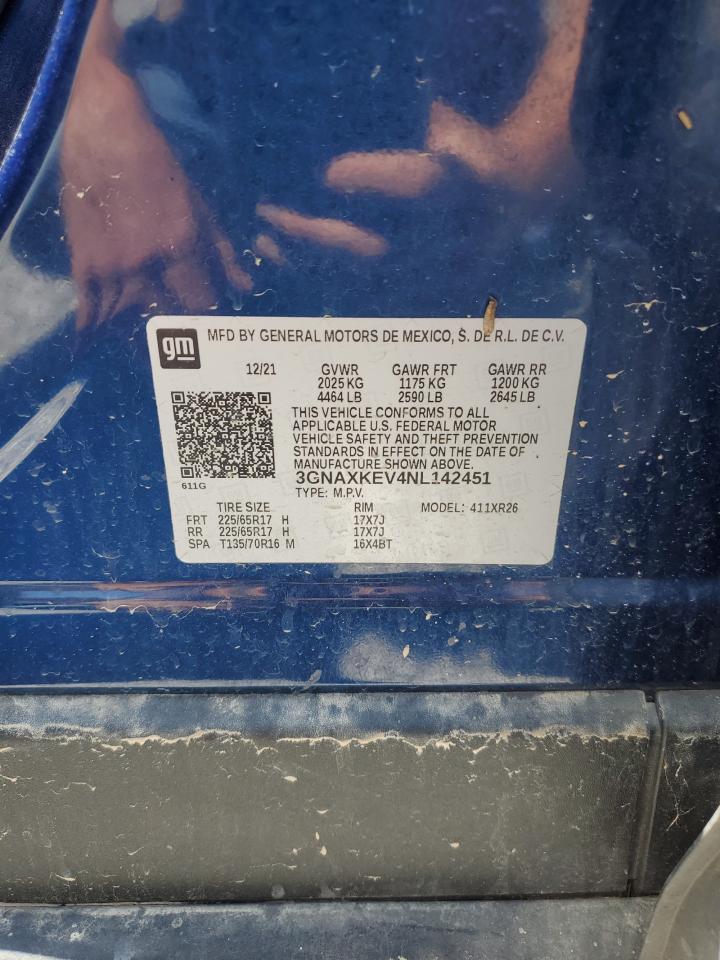 gm
MFD BY GENERAL MOTORS DE MEXICO, S. DE R.L. DE C.V.
12/21 GVWR GAWR FRT GAWR RR
2025 KG 1175 KG 1200 KG
4464 LB 2590 LB 2645 LB
THIS VEHICLE CONFORMS TO ALL
APPLICABLE U.S. FEDERAL MOTOR
VEHICLE SAFETY AND THEFT PREVENTION
STANDARDS IN EFFECT ON THE DATE OF
MANUFACTURE SHOWN ABOVE.
3GNAXKEV4NL142451
611G
TYPE: M.P.V.
TIRE SIZE RIM MODEL: 411XR26
FRT 225/65R17 H 17X7J
RR 225/65R17 H 17X7J
SPA T135/70R16 M 16X4BT